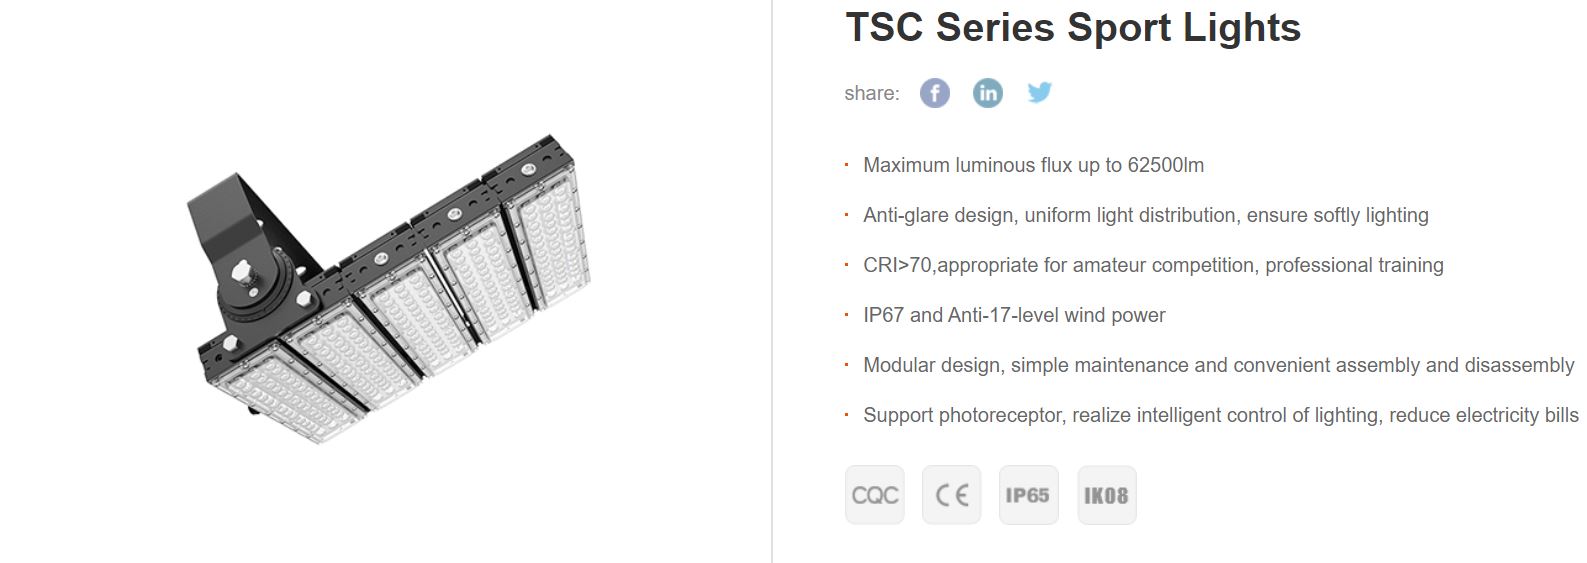 TSC Series Sport Lights
share:
f
in
· Maximum luminous flux up to 62500lm
· Anti-glare design, uniform light distribution, ensure softly lighting
· CRI>70,appropriate for amateur competition, professional training
· IP67 and Anti-17-level wind power
· Modular design, simple maintenance and convenient assembly and disassembly
· Support photoreceptor, realize intelligent control of lighting, reduce electricity bills
CQC CE IP65 IK08